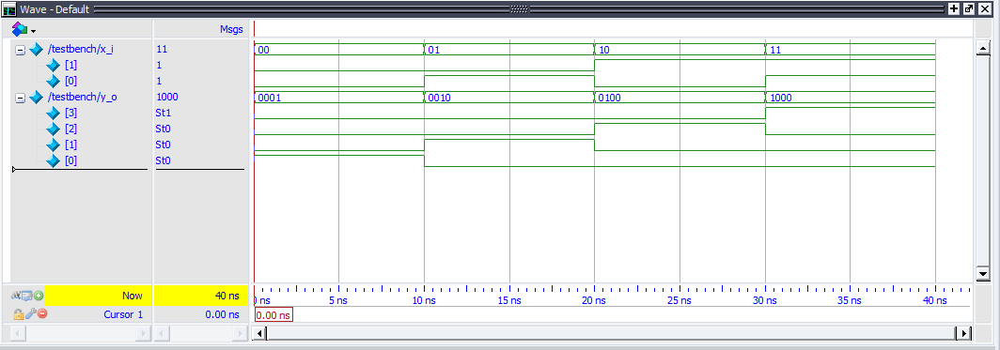 Wave - Default
Msgs
/testbench/x_i 11 00 01 10 11
[1] 1
[0] 1
/testbench/y_o 1000 0001 0010 0100 1000
[3] St1
[2] St0
[1] St0
[0] St0
Now 40 ns 0 ns 5 ns 10 ns 15 ns 20 ns 25 ns 30 ns 35 ns 40 ns
Cursor 1 0.00 ns 0.00 ns